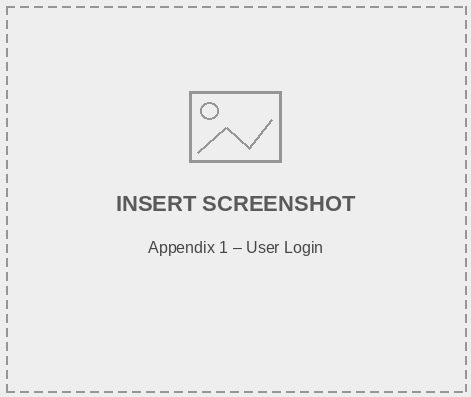 INSERT SCREENSHOT
Appendix 1 – User Login